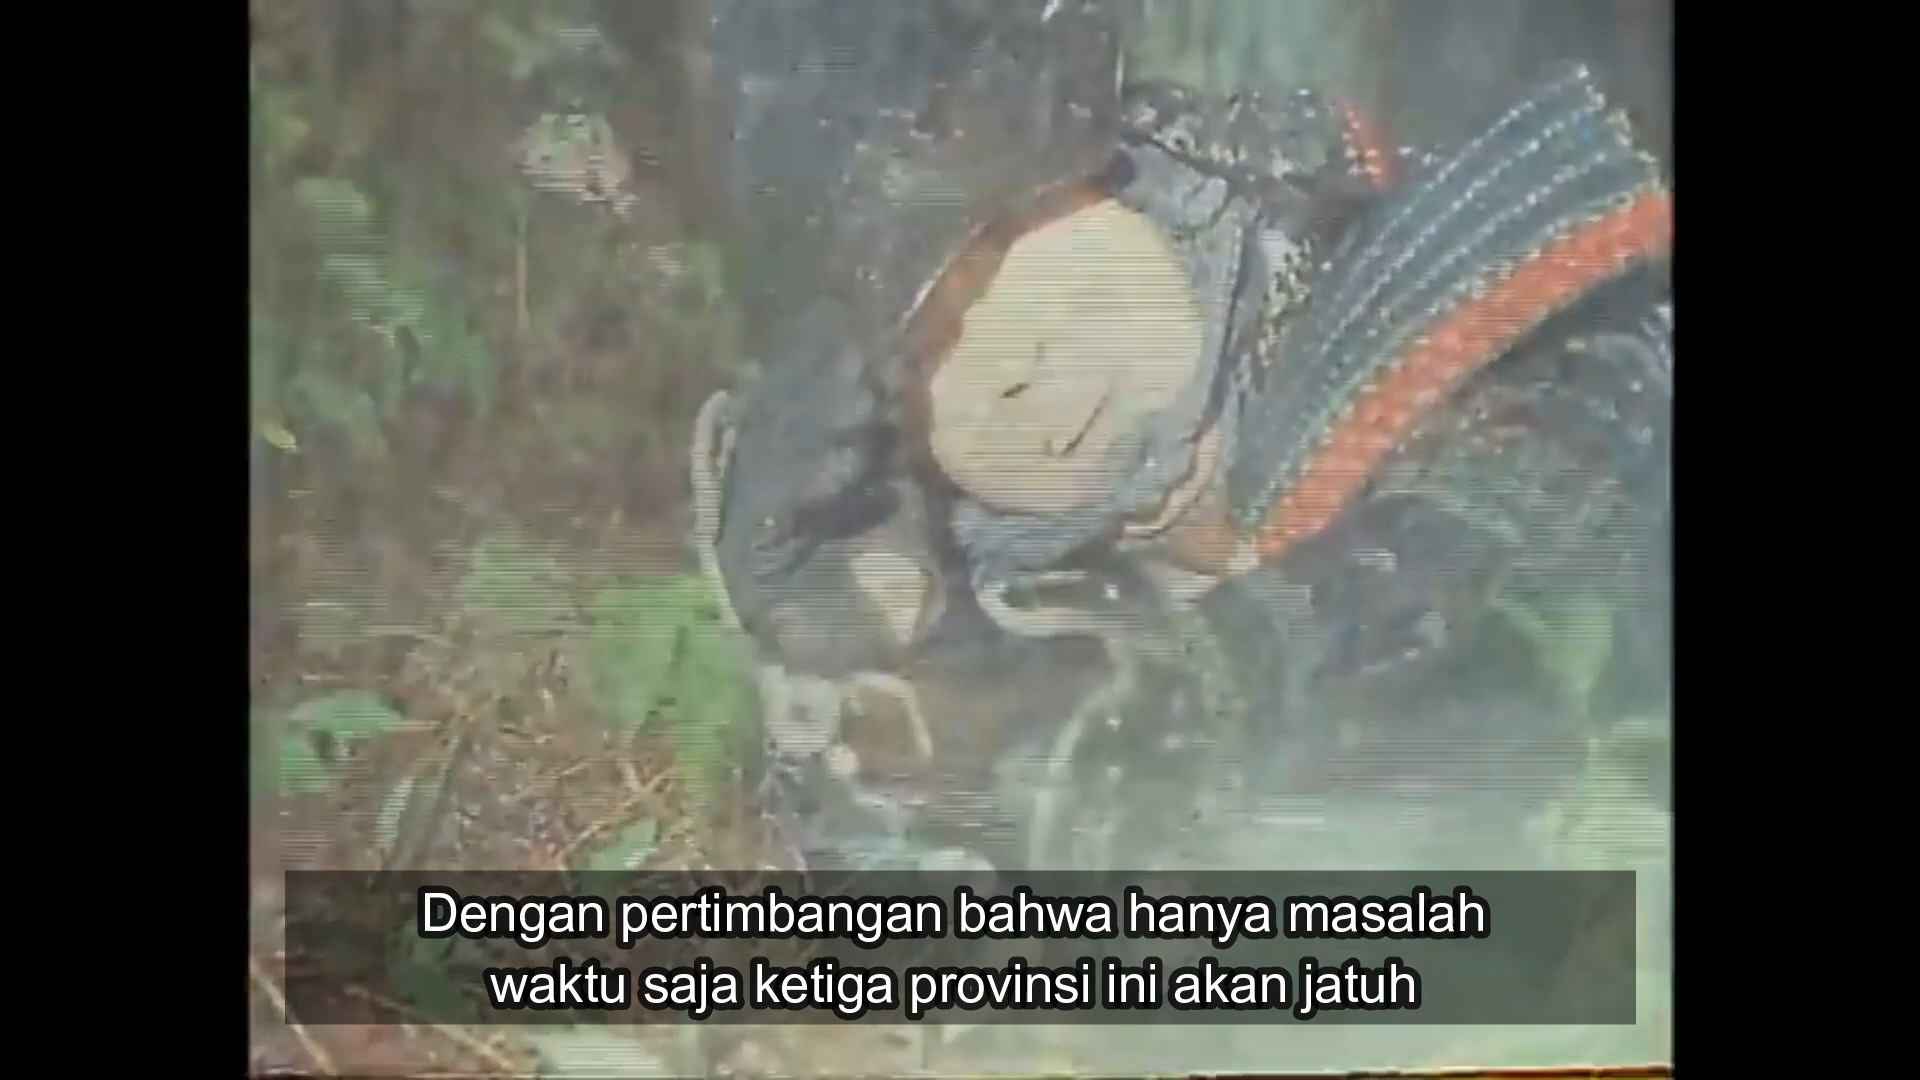 Dengan pertimbangan bahwa hanya masalah
waktu saja ketiga provinsi ini akan jatuh